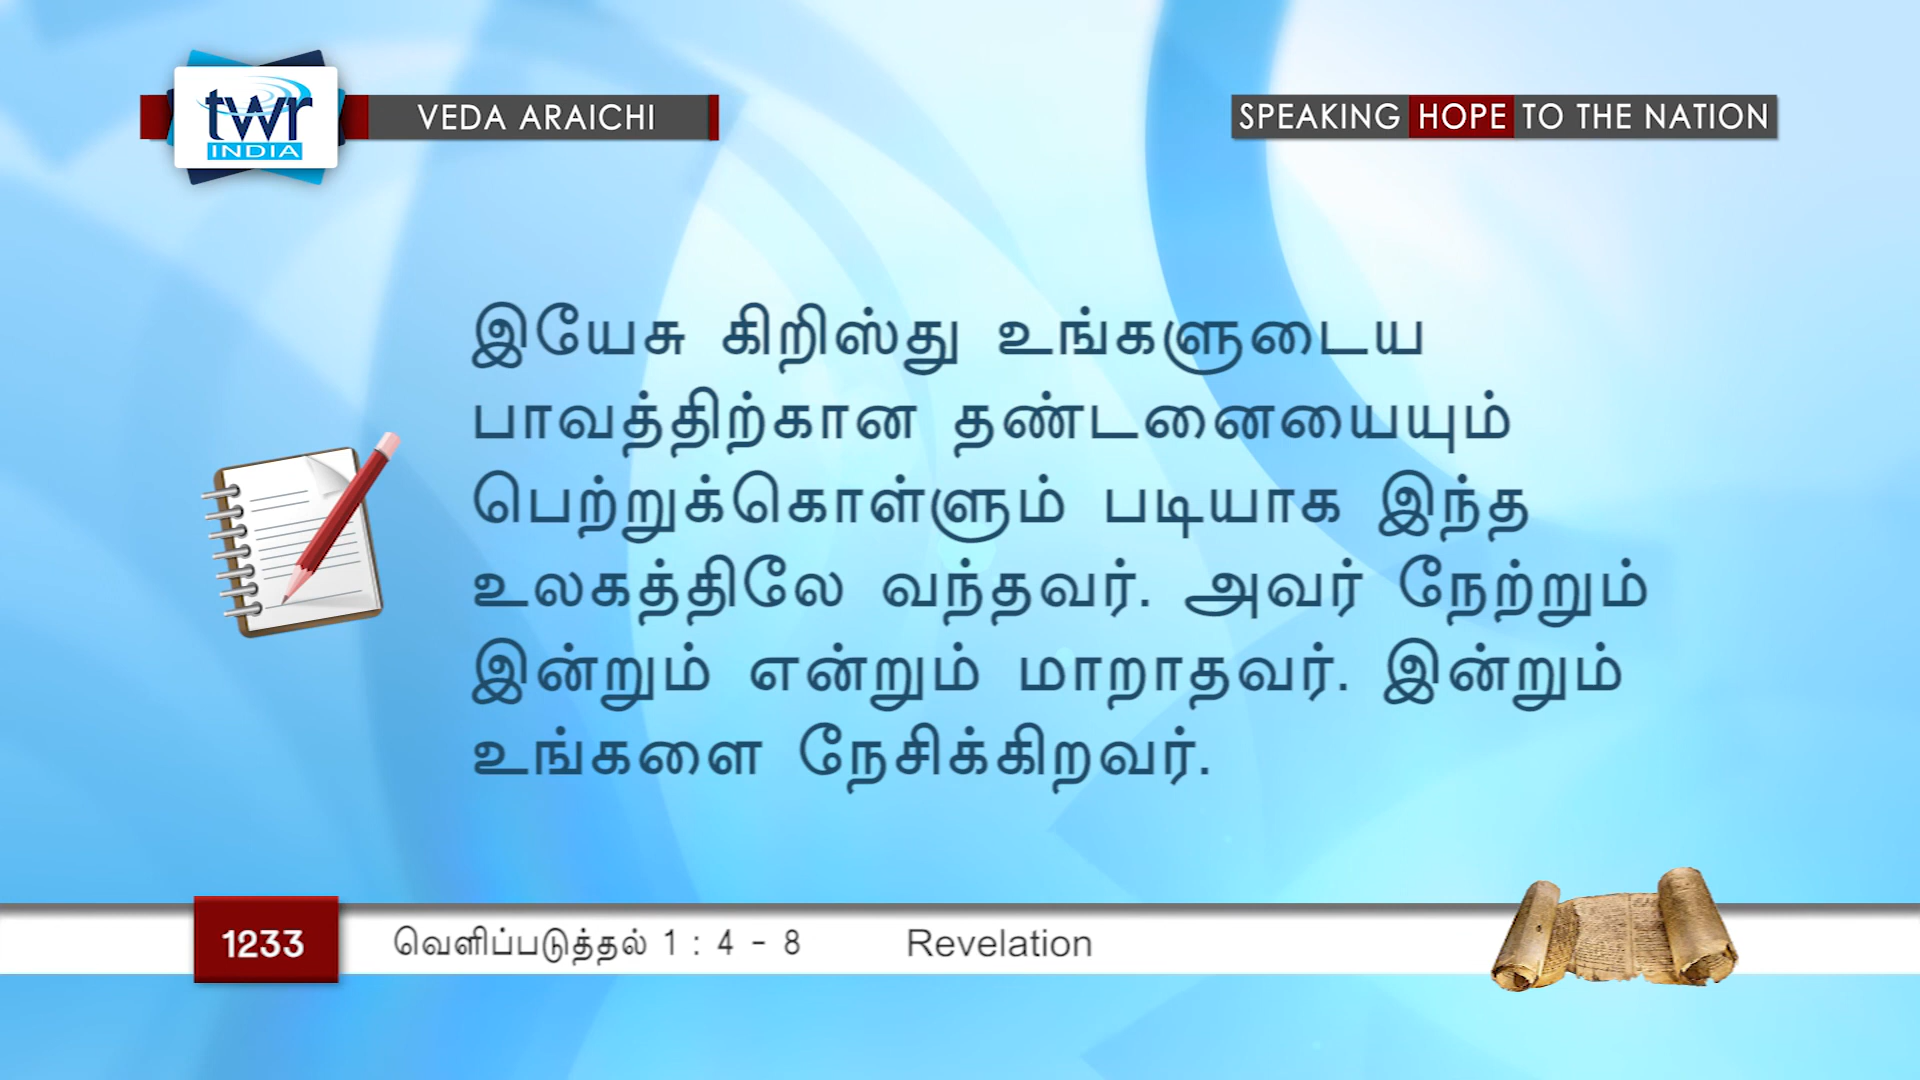 twr
INDIA
VEDA ARAICHI
SPEAKING HOPE TO THE NATION
இயேசு கிறிஸ்து உங்களுடைய
பாவத்திற்கான தண்டனையையும்
பெற்றுக்கொள்ளும் படியாக இந்த
உலகத்திலே வந்தவர். அவர் நேற்றும்
இன்றும் என்றும் மாறாதவர். இன்றும்
உங்களை நேசிக்கிறவர்.
1233 வெளிப்படுத்தல் 1 : 4 - 8 Revelation